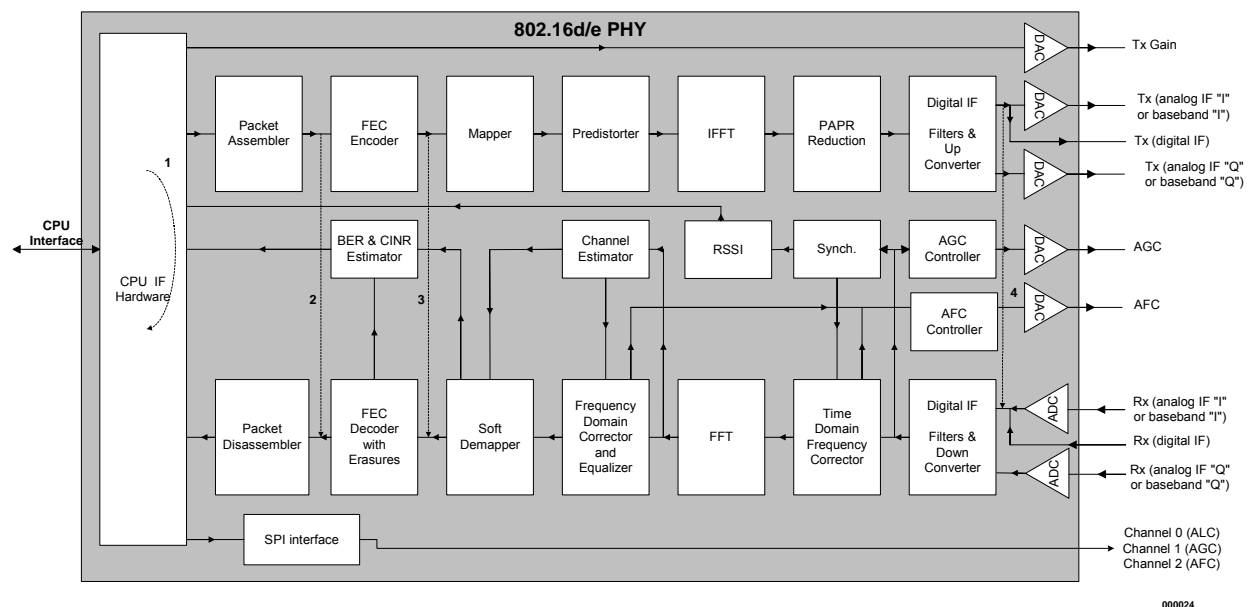 802.16d/e PHY
DAC
Tx Gain
Packet
Assembler
FEC
Encoder
Mapper
Predistorter
IFFT
PAPR
Reduction
Digital IF
Filters &
Up
Converter
DAC
Tx (analog IF "I"
or baseband "I")
Tx (digital IF)
DAC
Tx (analog IF "Q"
or baseband "Q")
1
CPU
Interface
CPU IF
Hardware
BER & CINR
Estimator
Channel
Estimator
RSSI
Synch.
AGC
Controller
DAC
AGC
2
3
4
AFC
Controller
DAC
AFC
Packet
Disassembler
FEC
Decoder
with
Erasures
Soft
Demapper
Frequency
Domain
Corrector
and
Equalizer
FFT
Time
Domain
Frequency
Corrector
Digital IF
Filters &
Down
Converter
ADC
Rx (analog IF "I"
or baseband "I")
Rx (digital IF)
ADC
Rx (analog IF "Q"
or baseband "Q")
SPI interface
Channel 0 (ALC)
Channel 1 (AGC)
Channel 2 (AFC)
000024